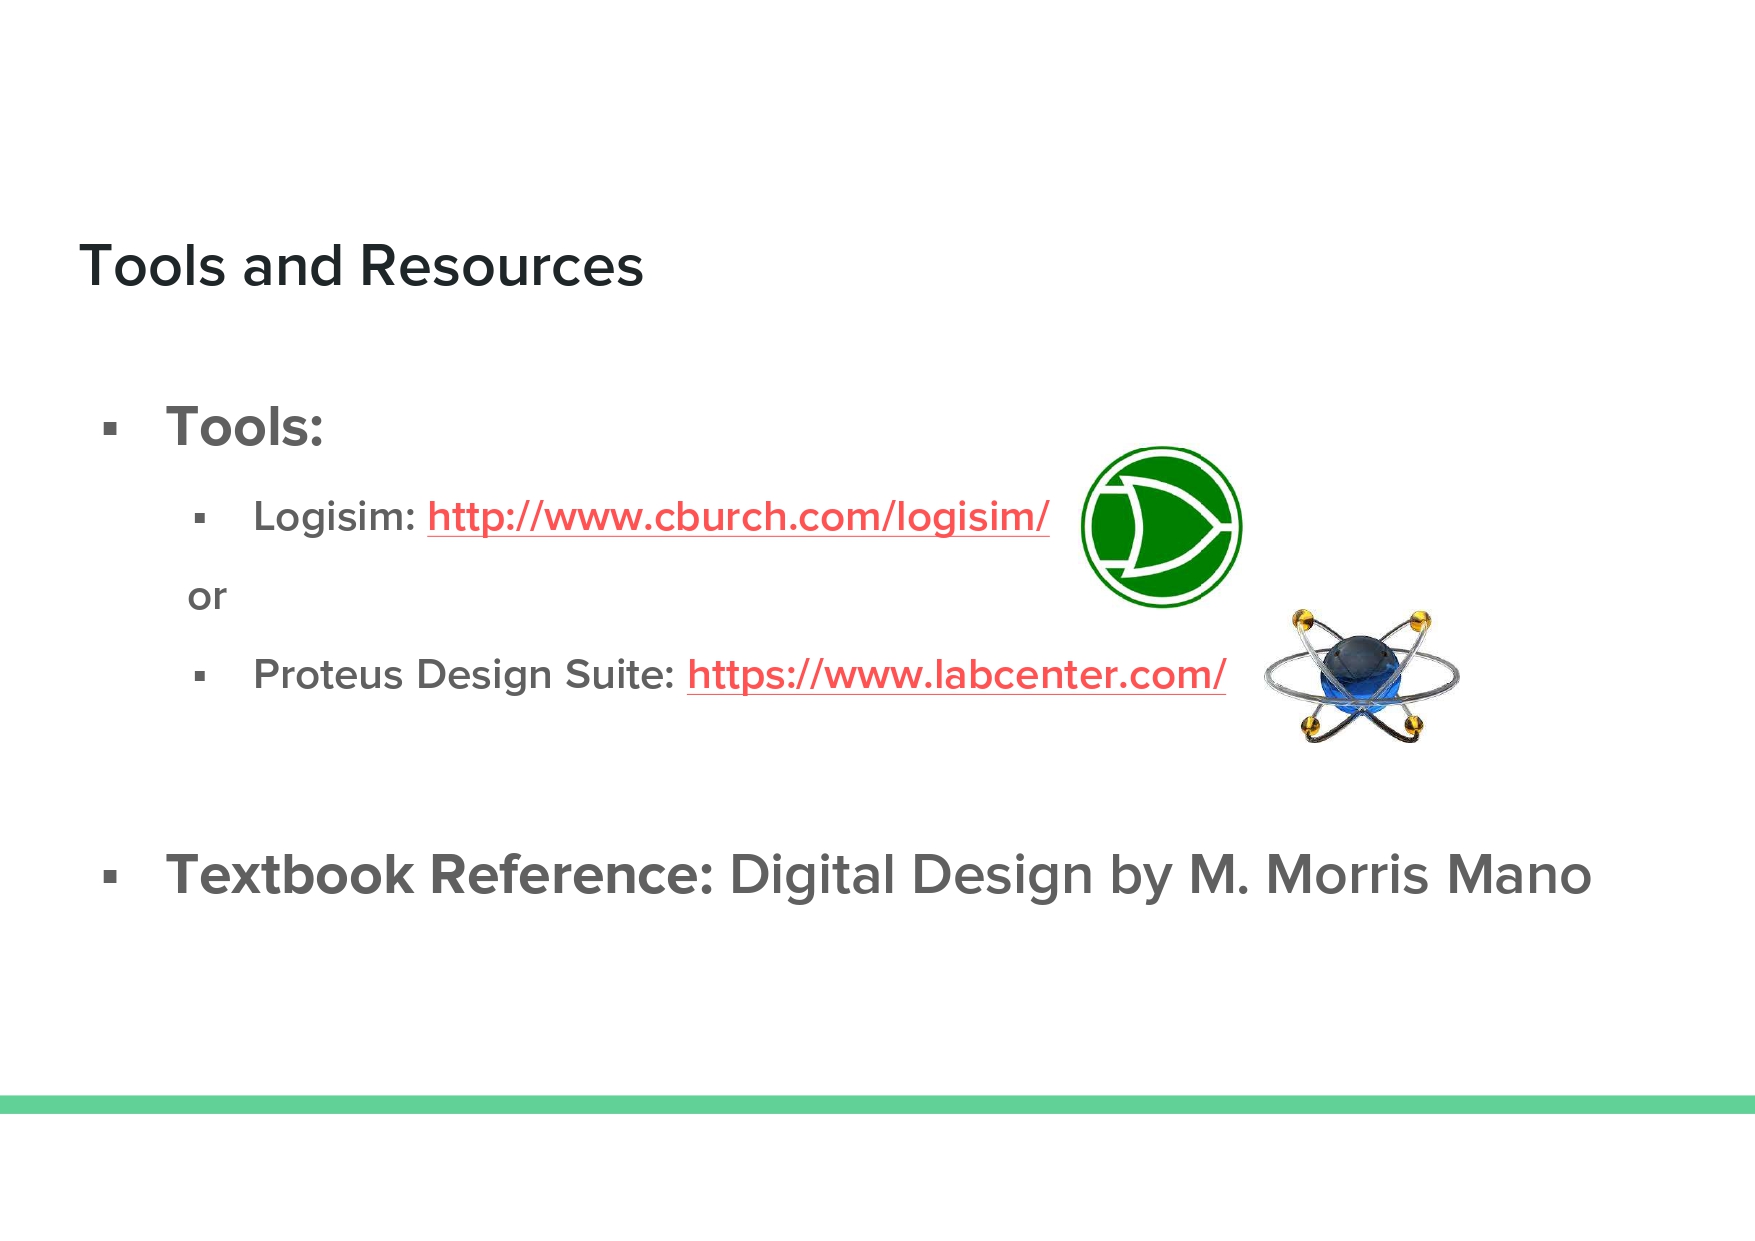 Tools and Resources
▪ Tools:
▪ Logisim: http://www.cburch.com/logisim/
or
▪ Proteus Design Suite: https://www.labcenter.com/
▪ Textbook Reference: Digital Design by M. Morris Mano